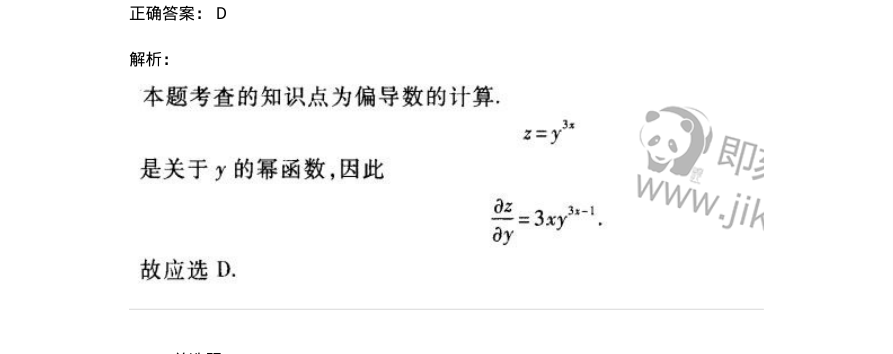 正确答案： D
解析：
本题考查的知识点为偏导数的计算.
z=y^{3x}
是关于 y 的幂函数,因此
∂z/∂y=3xy^{3x-1}.
故应选 D.
即
www.jik